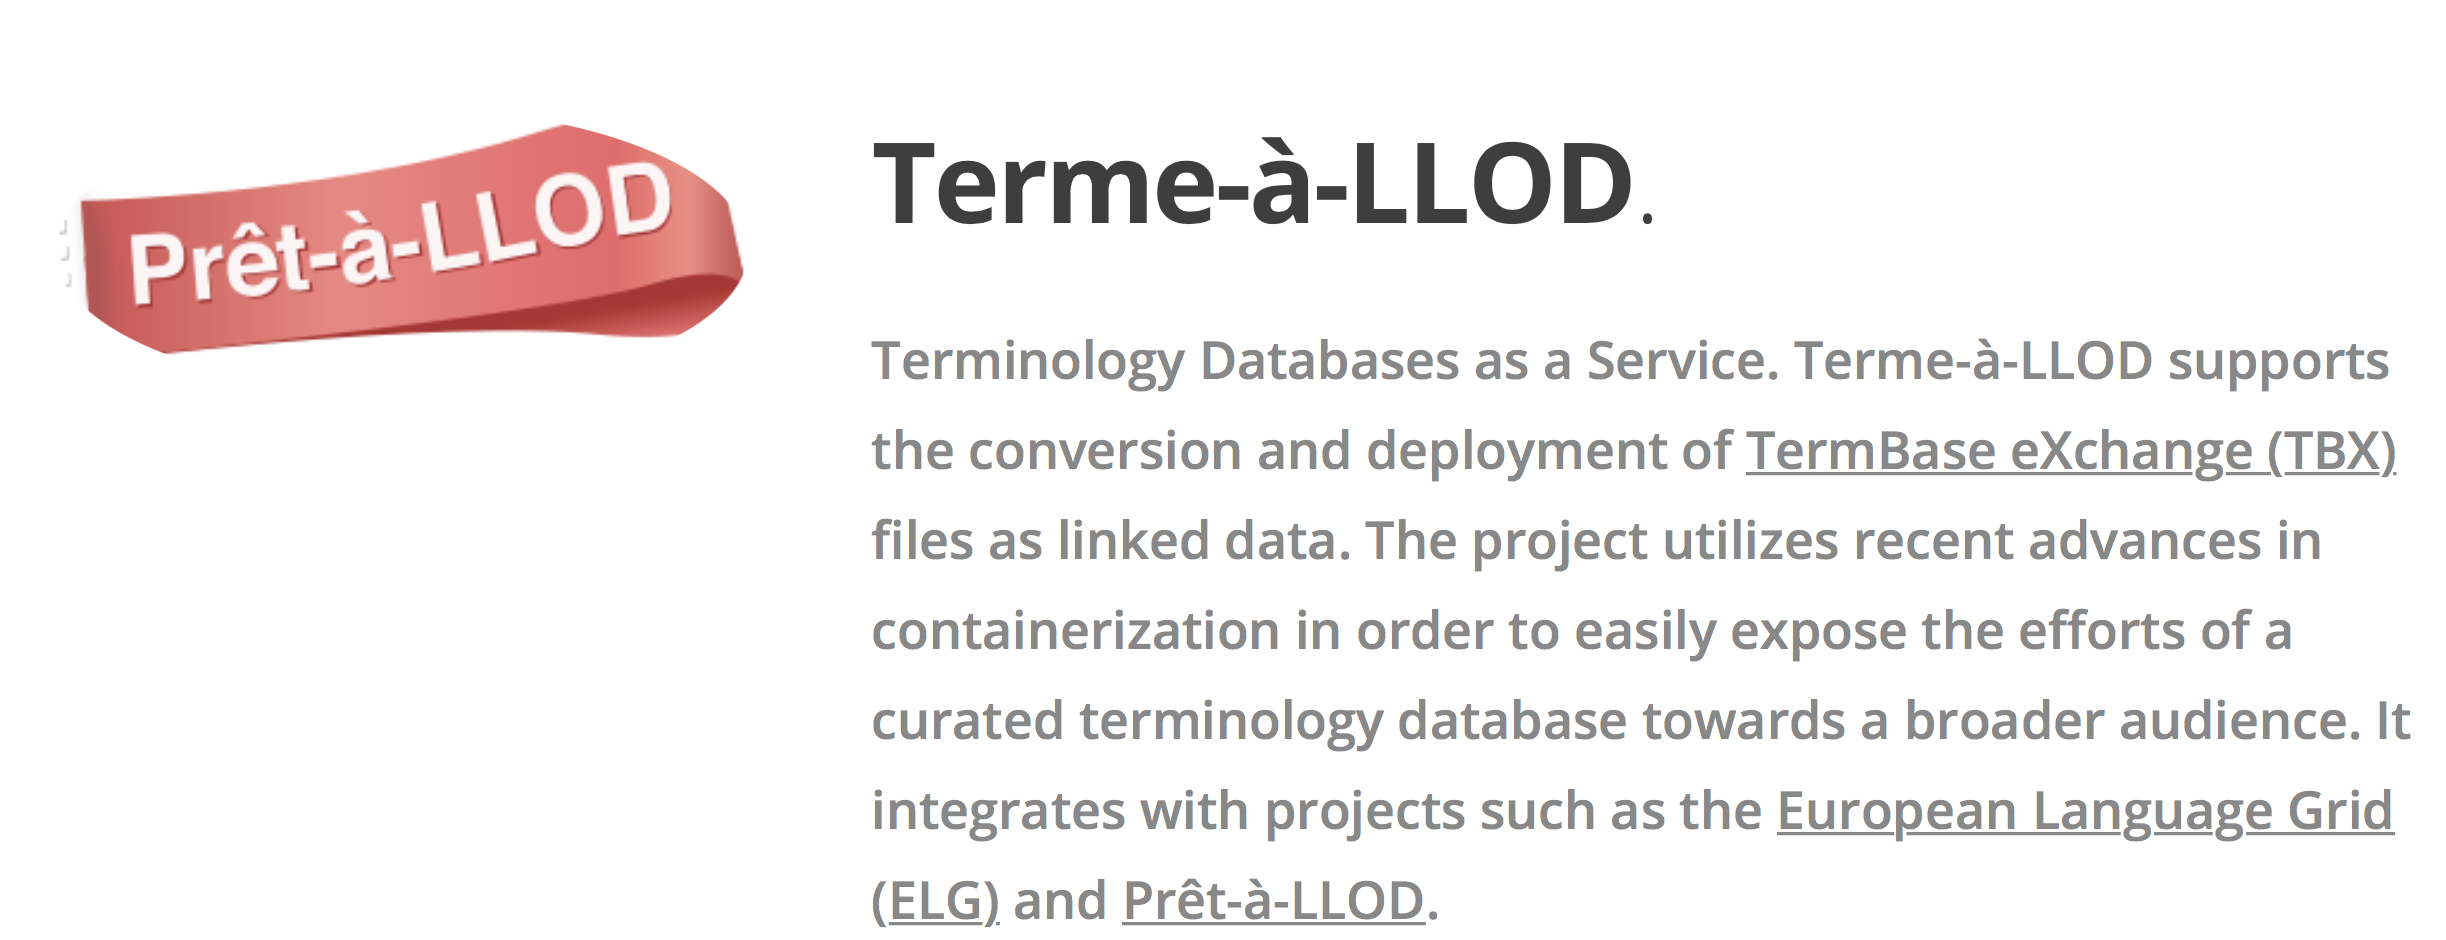 Prêt-à-LLOD
Terme-à-LLOD.
Terminology Databases as a Service. Terme-à-LLOD supports
the conversion and deployment of TermBase eXchange (TBX)
files as linked data. The project utilizes recent advances in
containerization in order to easily expose the efforts of a
curated terminology database towards a broader audience. It
integrates with projects such as the European Language Grid
(ELG) and Prêt-à-LLOD.